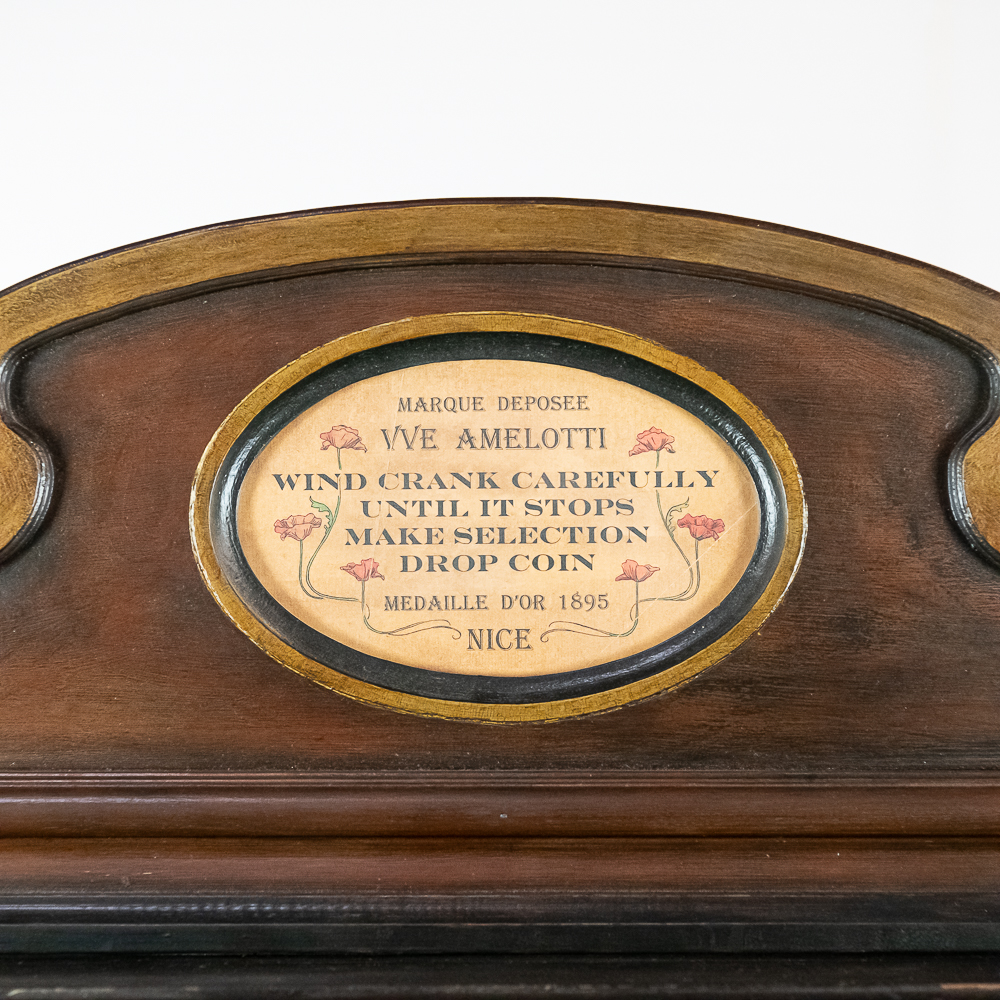 MARQUE DEPOSEE
VVE AMELOTTI
WIND CRANK CAREFULLY
UNTIL IT STOPS
MAKE SELECTION
DROP COIN
MEDAILLE D'OR 1895
NICE